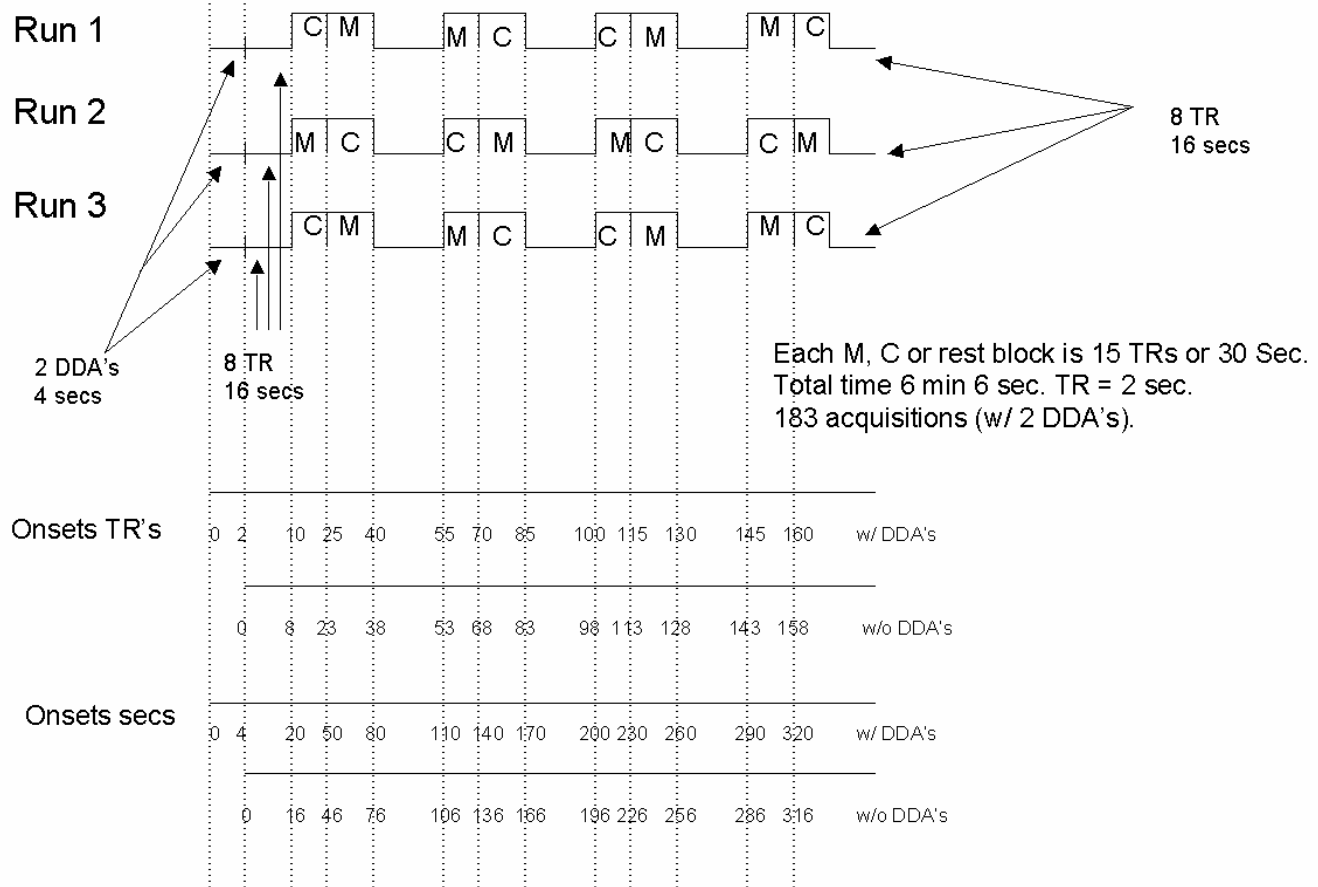 Run 1
C M M C C M M C
Run 2
M C C M M C C M
8 TR
16 secs
Run 3
C M M C C M M C
2 DDA's
4 secs
8 TR
16 secs
Each M, C or rest block is 15 TRs or 30 Sec.
Total time 6 min 6 sec. TR = 2 sec.
183 acquisitions (w/ 2 DDA's).
Onsets TR's
0 2 10 25 40 55 70 85 100 115 130 145 160 w/ DDA's
0 8 23 38 53 68 83 98 113 128 143 158 w/o DDA's
Onsets secs
0 4 20 50 80 110 140 170 200 230 260 290 320 w/ DDA's
0 16 46 76 106 136 166 196 226 256 286 316 w/o DDA's